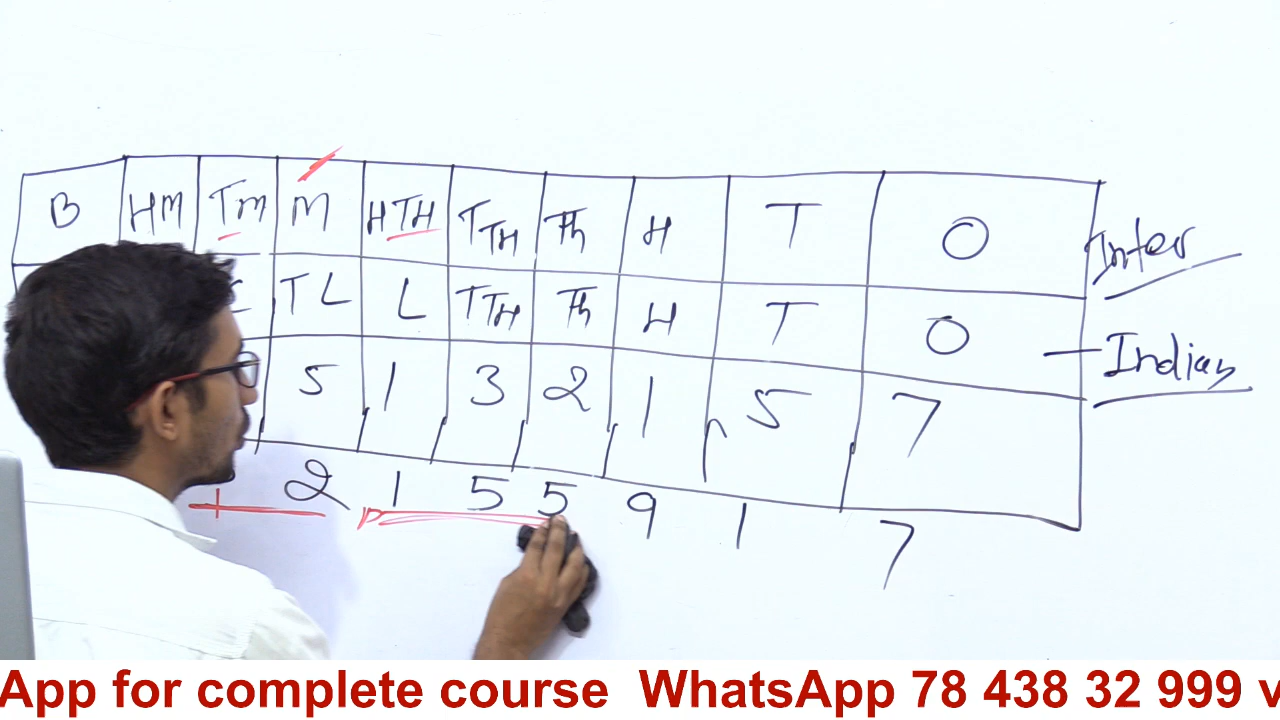 B HM Tm M HTH TTH Th H T O Inter
TL L TTH Th H T O — Indian
5 1 3 2 1 5 7
2 1 5 5 9 1 7
App for complete course WhatsApp 78 438 32 999